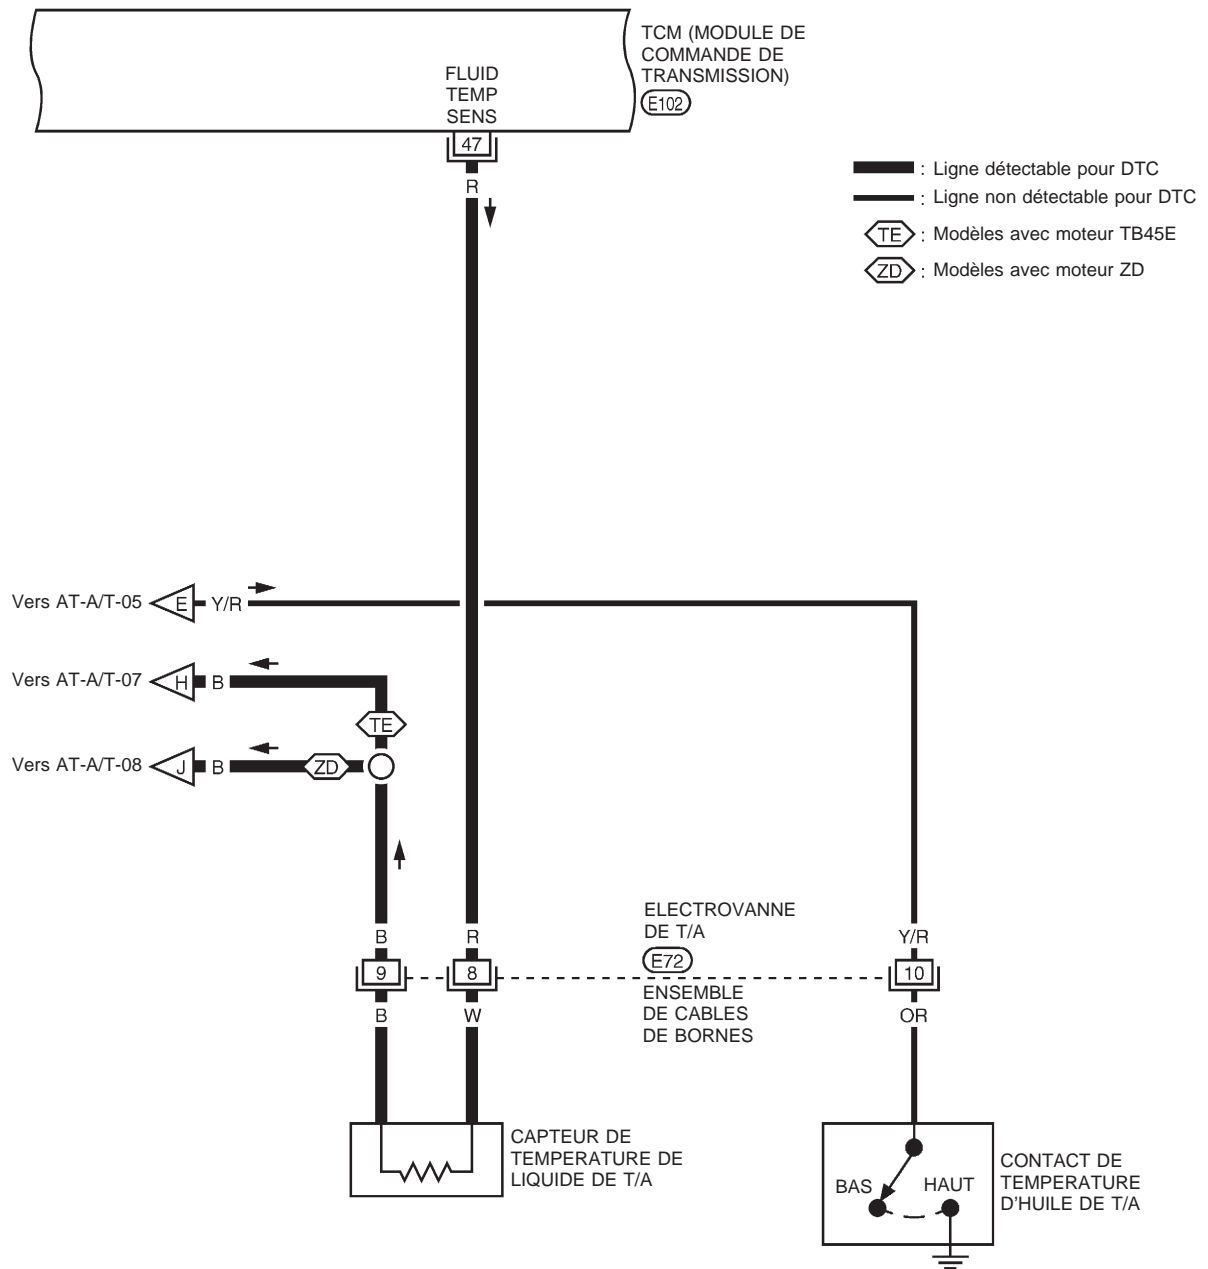 TCM (MODULE DE
COMMANDE DE
TRANSMISSION)
E102
FLUID
TEMP
SENS
47
R
: Ligne détectable pour DTC
: Ligne non détectable pour DTC
TE : Modèles avec moteur TB45E
ZD : Modèles avec moteur ZD
Vers AT-A/T-05 E Y/R
Vers AT-A/T-07 H B
TE
Vers AT-A/T-08 J B ZD
ELECTROVANNE
DE T/A
E72
B R Y/R
9 8 10
ENSEMBLE
DE CABLES
DE BORNES
B W OR
CAPTEUR DE
TEMPERATURE DE
LIQUIDE DE T/A
BAS HAUT
CONTACT DE
TEMPERATURE
D'HUILE DE T/A